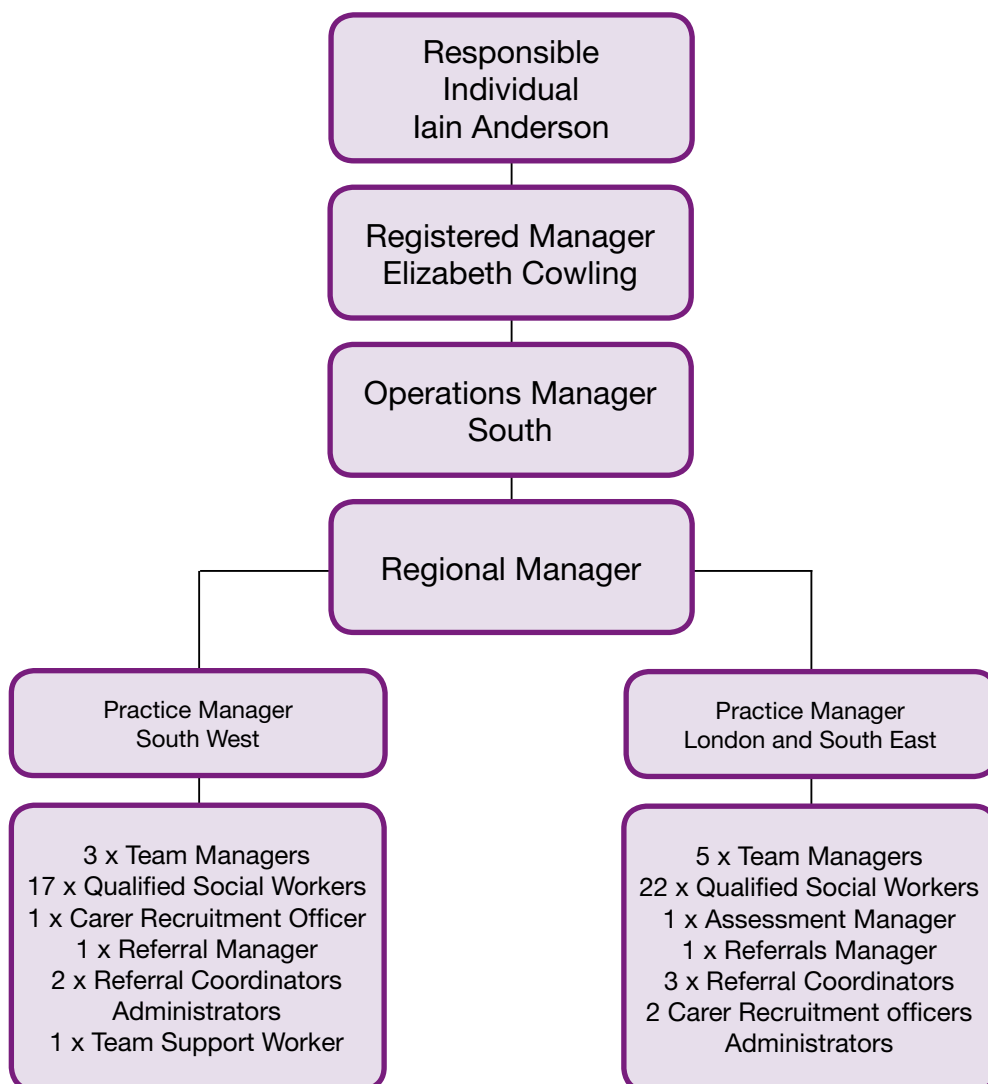 Responsible
Individual
Iain Anderson
Registered Manager
Elizabeth Cowling
Operations Manager
South
Regional Manager
Practice Manager
South West
Practice Manager
London and South East
3 x Team Managers
17 x Qualified Social Workers
1 x Carer Recruitment Officer
1 x Referral Manager
2 x Referral Coordinators
Administrators
1 x Team Support Worker
5 x Team Managers
22 x Qualified Social Workers
1 x Assessment Manager
1 x Referrals Manager
3 x Referral Coordinators
2 Carer Recruitment officers
Administrators